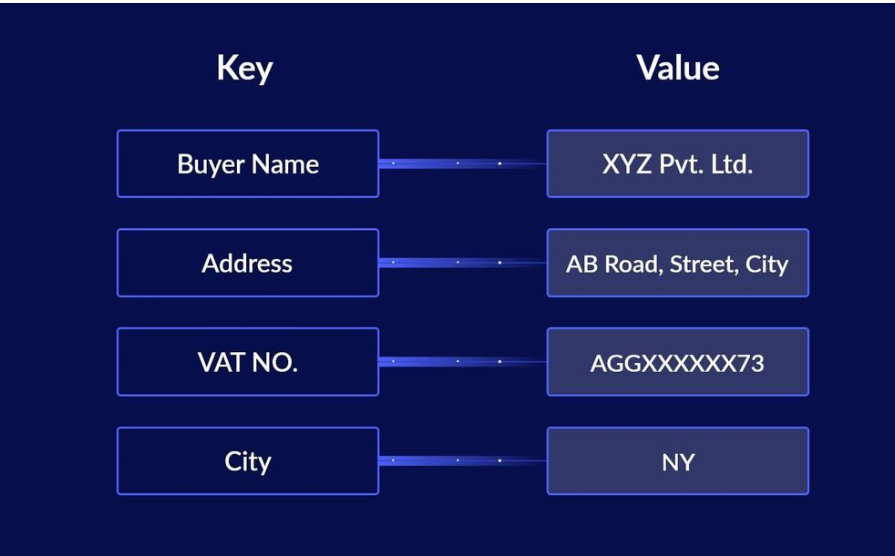 Key
Value
Buyer Name
XYZ Pvt. Ltd.
Address
AB Road, Street, City
VAT NO.
AGGXXXXXX73
City
NY